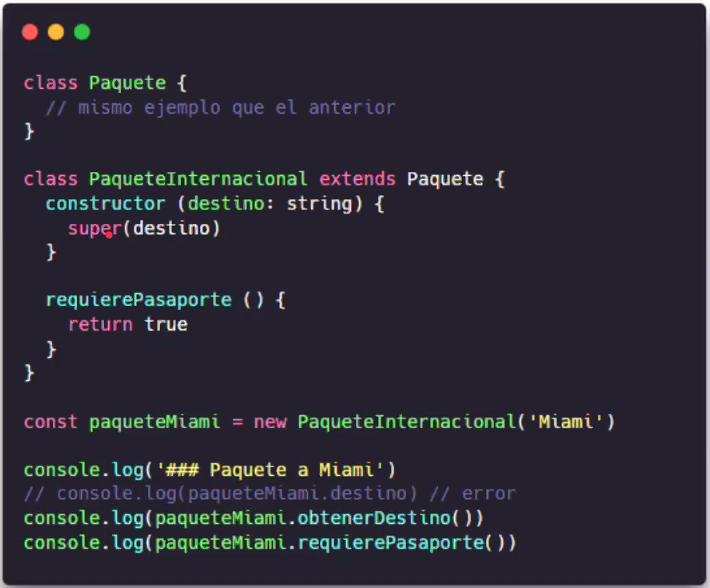 class Paquete {
  // mismo ejemplo que el anterior
}
class PaqueteInternacional extends Paquete {
  constructor (destino: string) {
    super(destino)
  }
  requierePasaporte () {
    return true
  }
}
const paqueteMiami = new PaqueteInternacional('Miami')
console.log('### Paquete a Miami')
// console.log(paqueteMiami.destino) // error
console.log(paqueteMiami.obtenerDestino())
console.log(paqueteMiami.requierePasaporte())